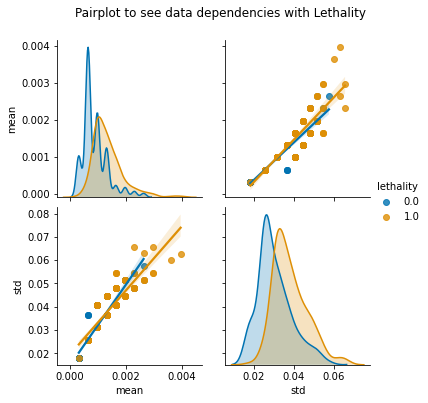 Pairplot to see data dependencies with Lethality
0.004
0.003
0.002
0.001
0.000
mean
mean
lethality
0.0
1.0
0.08
0.07
0.06
0.05
0.04
0.03
0.02
std
std
0.000 0.002 0.004
mean
0.02 0.04 0.06
std